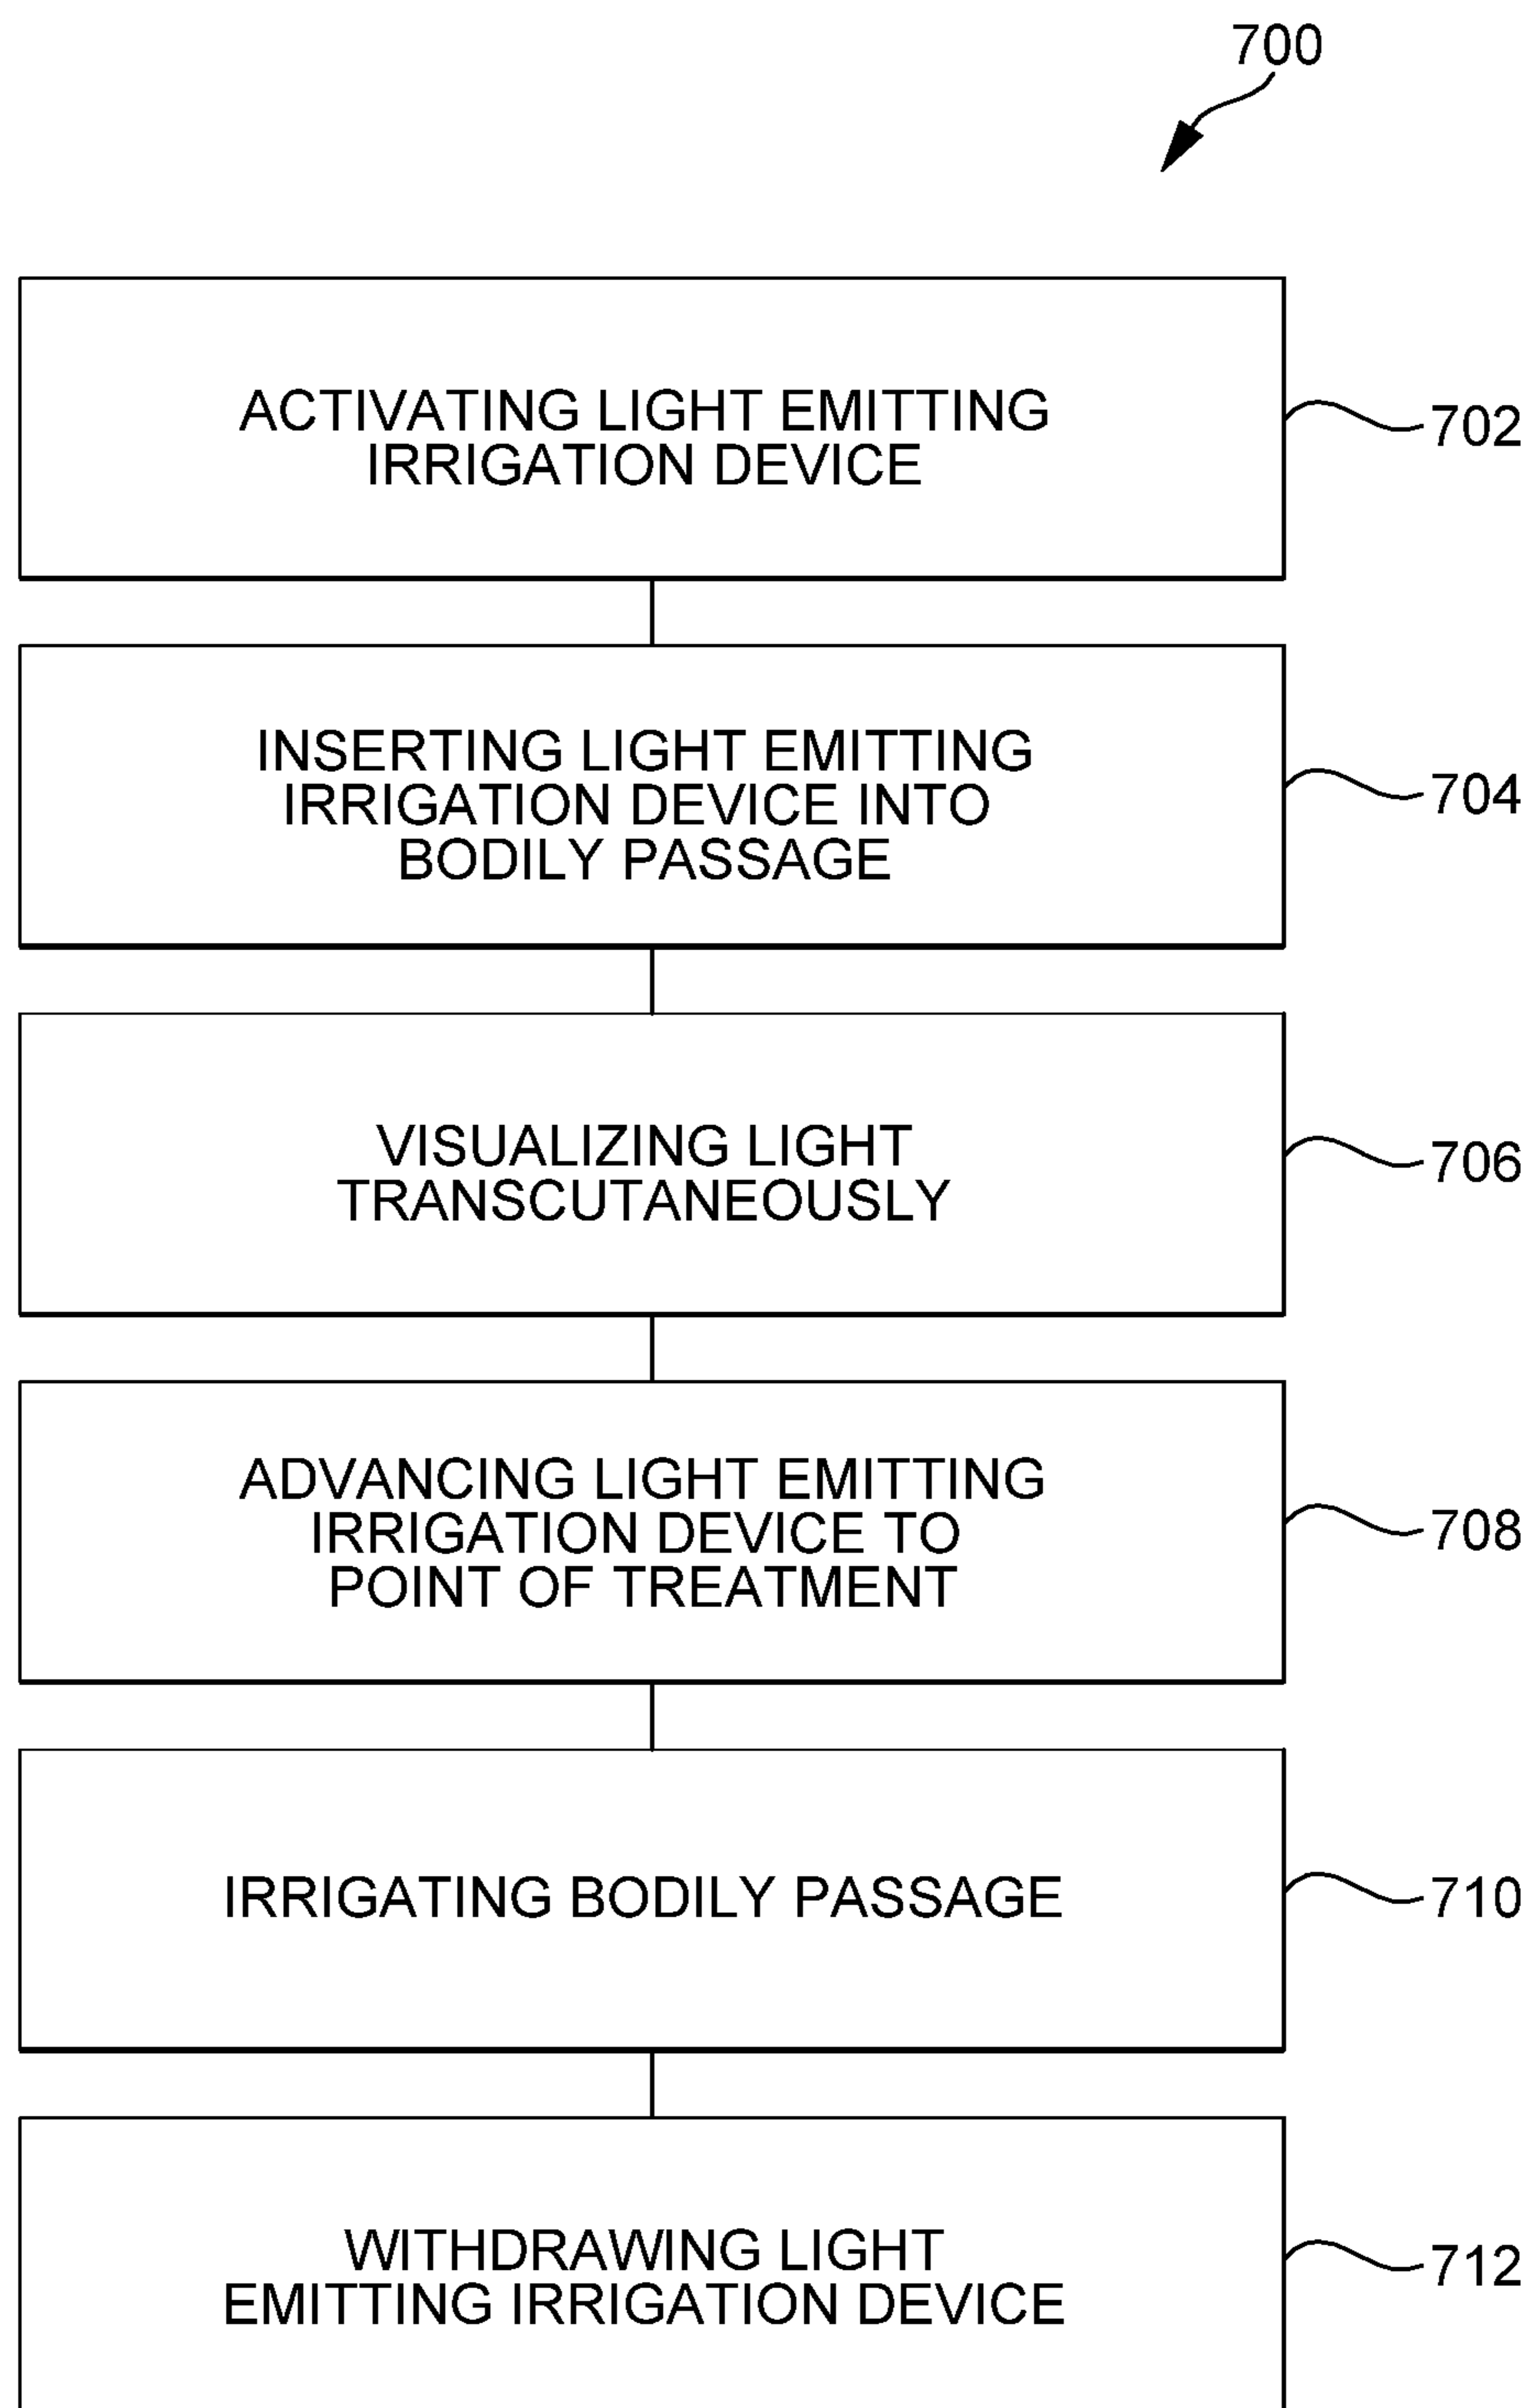 700
ACTIVATING LIGHT EMITTING
IRRIGATION DEVICE
702
INSERTING LIGHT EMITTING
IRRIGATION DEVICE INTO
BODILY PASSAGE
704
VISUALIZING LIGHT
TRANSCUTANEOUSLY
706
ADVANCING LIGHT EMITTING
IRRIGATION DEVICE TO
POINT OF TREATMENT
708
IRRIGATING BODILY PASSAGE
710
WITHDRAWING LIGHT
EMITTING IRRIGATION DEVICE
712